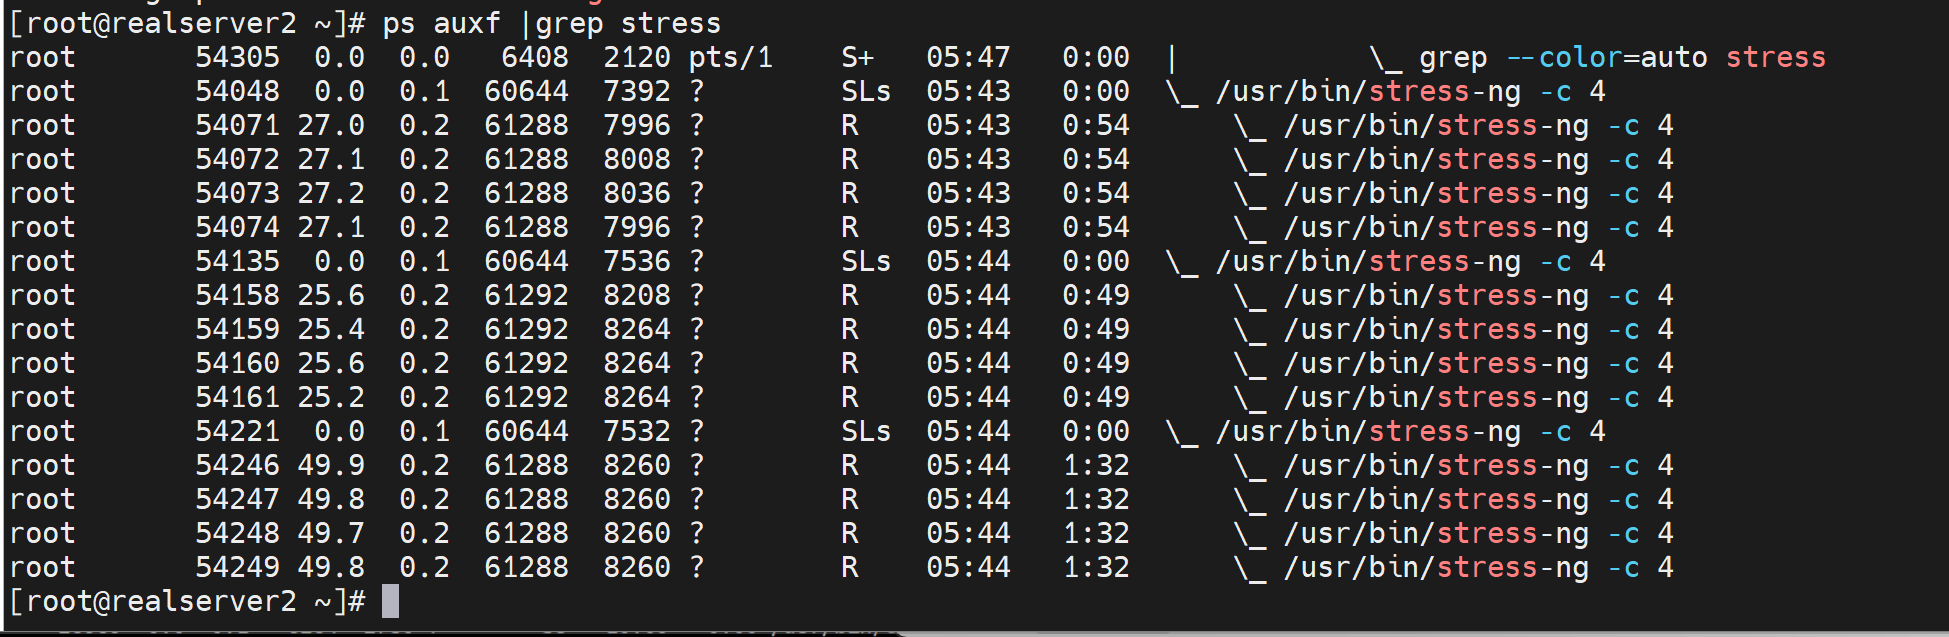 [root@realserver2 ~]# ps auxf |grep stress
root       54305  0.0  0.0   6408  2120 pts/1    S+   05:47   0:00  |           \_ grep --color=auto stress
root       54048  0.0  0.1  60644  7392 ?        SLs  05:43   0:00  \_ /usr/bin/stress-ng -c 4
root       54071 27.0  0.2  61288  7996 ?        R    05:43   0:54      \_ /usr/bin/stress-ng -c 4
root       54072 27.1  0.2  61288  8008 ?        R    05:43   0:54      \_ /usr/bin/stress-ng -c 4
root       54073 27.2  0.2  61288  8036 ?        R    05:43   0:54      \_ /usr/bin/stress-ng -c 4
root       54074 27.1  0.2  61288  7996 ?        R    05:43   0:54      \_ /usr/bin/stress-ng -c 4
root       54135  0.0  0.1  60644  7536 ?        SLs  05:44   0:00  \_ /usr/bin/stress-ng -c 4
root       54158 25.6  0.2  61292  8208 ?        R    05:44   0:49      \_ /usr/bin/stress-ng -c 4
root       54159 25.4  0.2  61292  8264 ?        R    05:44   0:49      \_ /usr/bin/stress-ng -c 4
root       54160 25.6  0.2  61292  8264 ?        R    05:44   0:49      \_ /usr/bin/stress-ng -c 4
root       54161 25.2  0.2  61292  8264 ?        R    05:44   0:49      \_ /usr/bin/stress-ng -c 4
root       54221  0.0  0.1  60644  7532 ?        SLs  05:44   0:00  \_ /usr/bin/stress-ng -c 4
root       54246 49.9  0.2  61288  8260 ?        R    05:44   1:32      \_ /usr/bin/stress-ng -c 4
root       54247 49.8  0.2  61288  8260 ?        R    05:44   1:32      \_ /usr/bin/stress-ng -c 4
root       54248 49.7  0.2  61288  8260 ?        R    05:44   1:32      \_ /usr/bin/stress-ng -c 4
root       54249 49.8  0.2  61288  8260 ?        R    05:44   1:32      \_ /usr/bin/stress-ng -c 4
[root@realserver2 ~]#